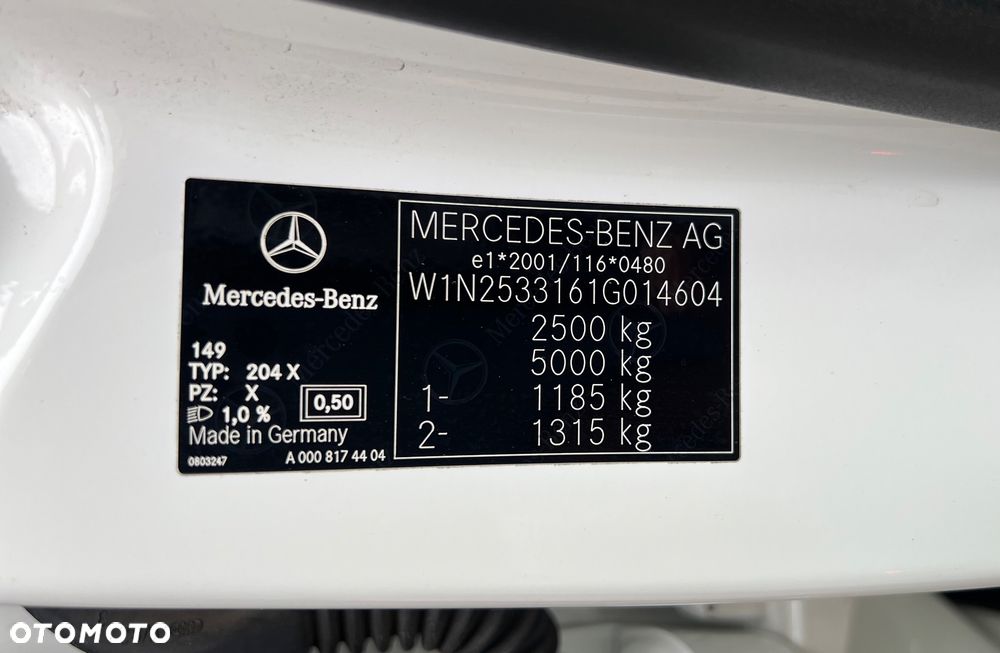 Mercedes-Benz
149
TYP: 204 X
PZ: X
1,0 %
0,50
Made in Germany
0803247
A 000 817 44 04
MERCEDES-BENZ AG
e1*2001/116*0480
W1N2533161G014604
2500 kg
5000 kg
1- 1185 kg
2- 1315 kg
OTOMOTO